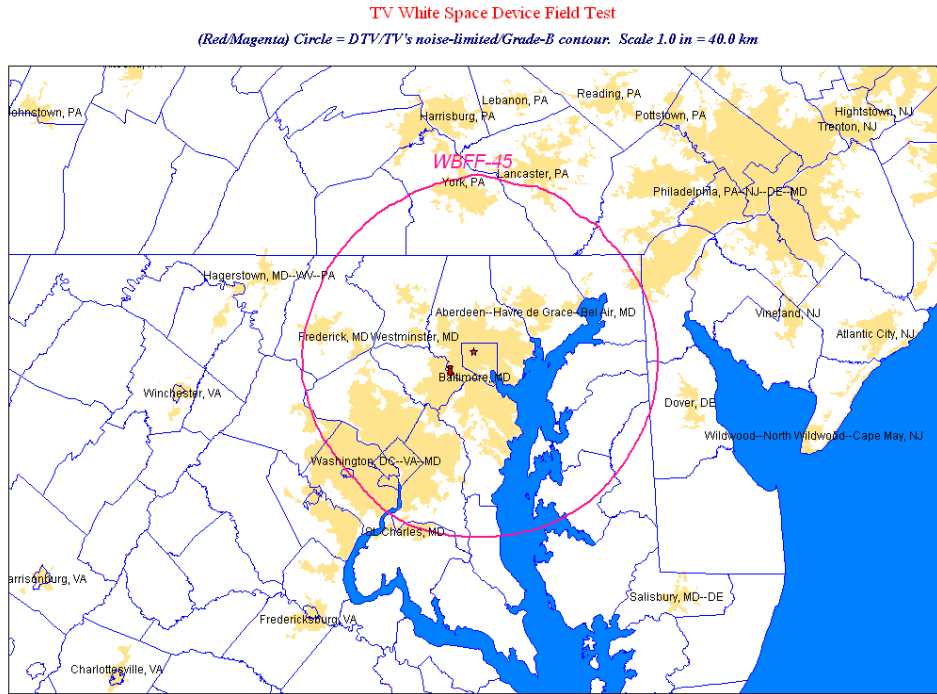 TV White Space Device Field Test
(Red/Magenta) Circle = DTV/TV's noise-limited/Grade-B contour. Scale 1.0 in = 40.0 km
Reading, PA
Lebanon, PA
Johnstown, PA
Harrisburg, PA
Pottstown, PA
Hightstown, NJ
Trenton, NJ
WBFF-45
York, PA
Lancaster, PA
Philadelphia, PA--NJ--DE--MD
Hagerstown, MD--WV--PA
Aberdeen--Havre de Grace--Bel Air, MD
Vineland, NJ
Frederick, MD
Westminster, MD
Atlantic City, NJ
Baltimore, MD
Winchester, VA
Dover, DE
Wildwood--North Wildwood--Cape May, NJ
Washington, DC--VA--MD
St. Charles, MD
arrisonburg, VA
Salisbury, MD--DE
Fredericksburg, VA
Charlottesville, VA